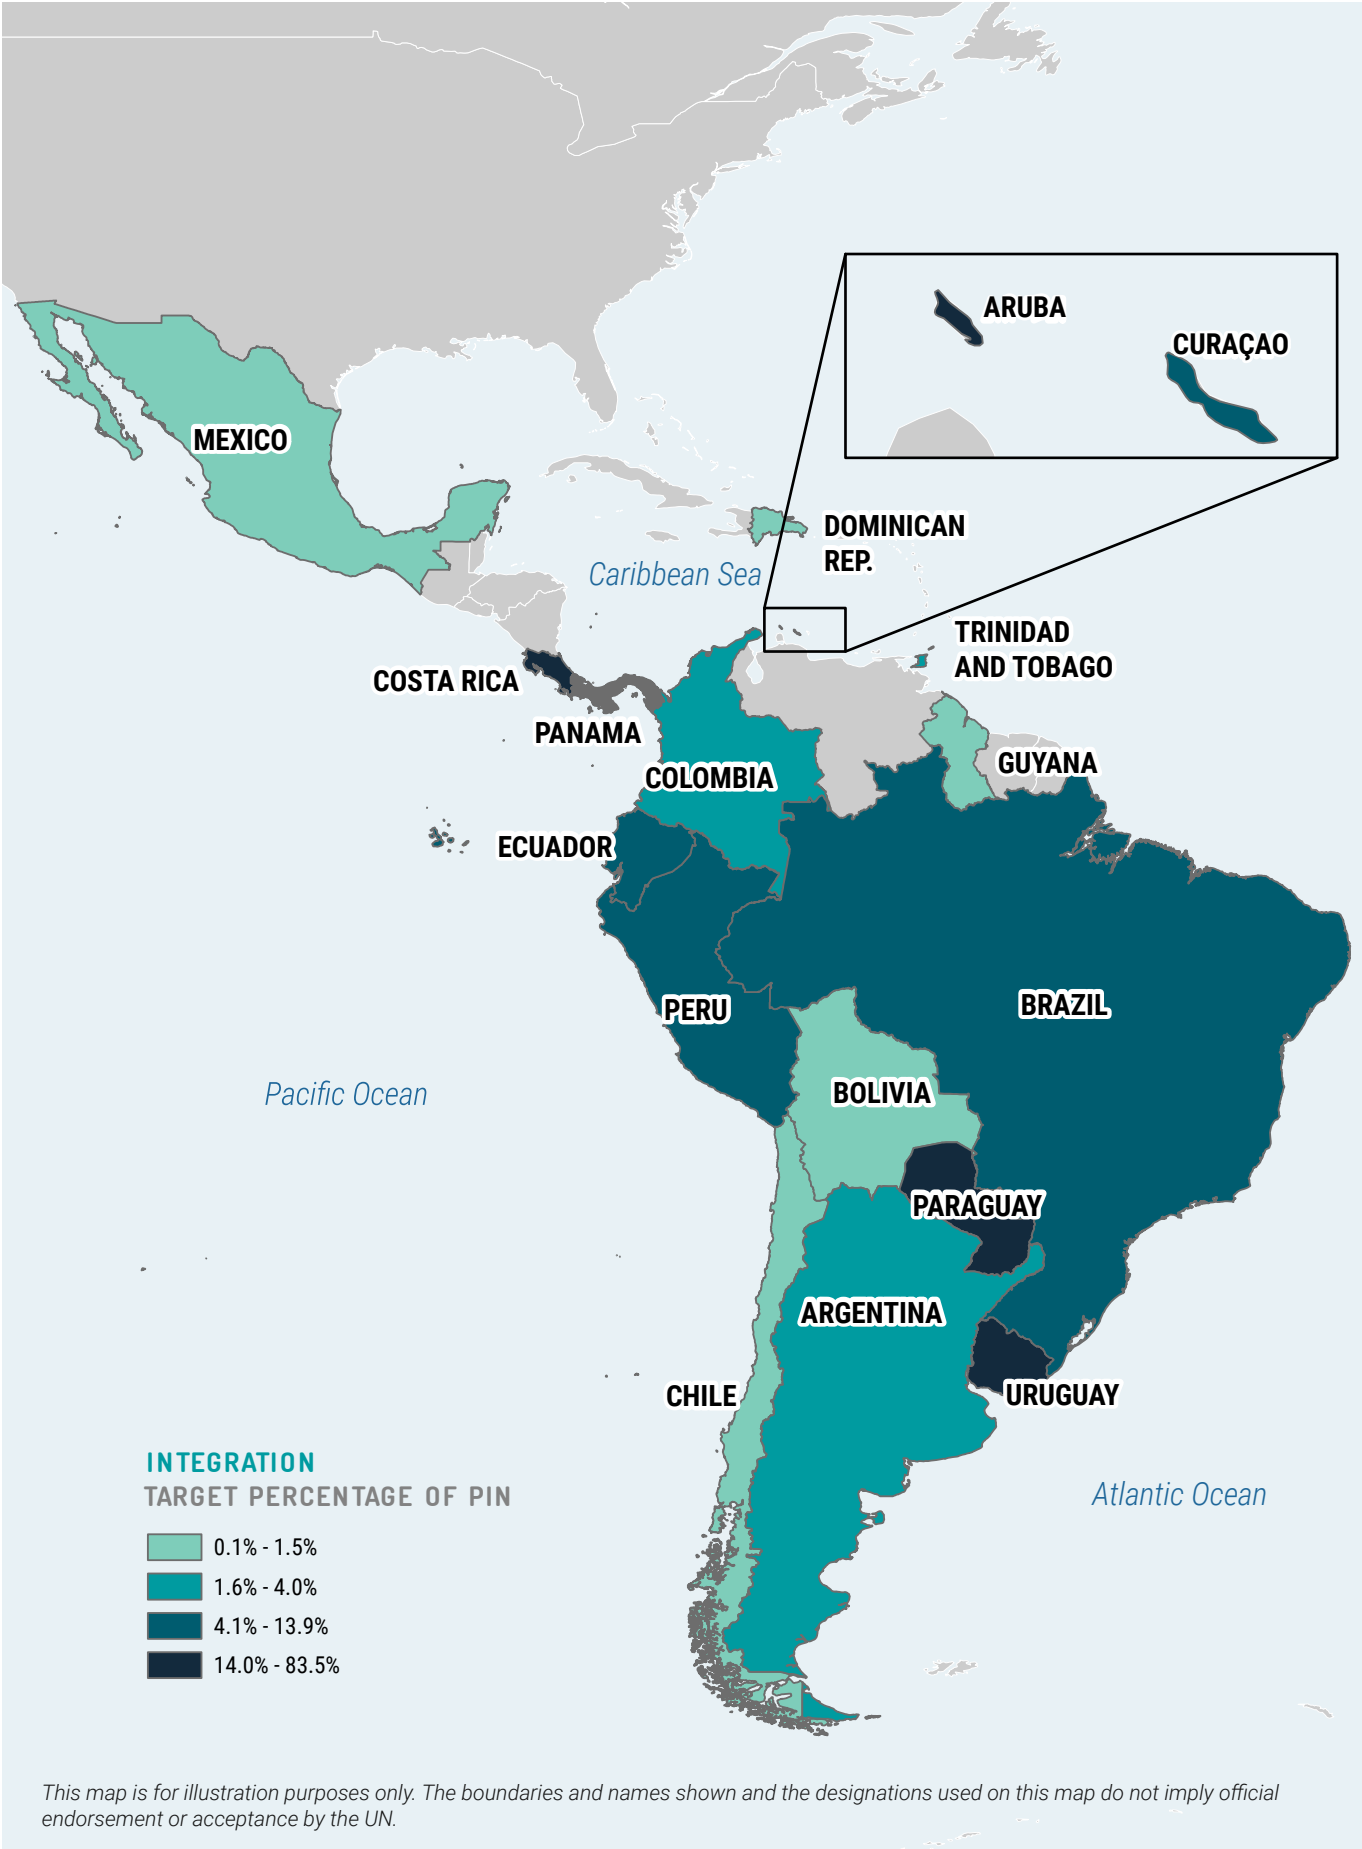 ARUBA
CURAÇAO
MEXICO
DOMINICAN
REP.
Caribbean Sea
TRINIDAD
AND TOBAGO
COSTA RICA
PANAMA
GUYANA
COLOMBIA
ECUADOR
PERU
BRAZIL
Pacific Ocean
BOLIVIA
PARAGUAY
ARGENTINA
CHILE
URUGUAY
INTEGRATION
TARGET PERCENTAGE OF PIN
Atlantic Ocean
0.1% - 1.5%
1.6% - 4.0%
4.1% - 13.9%
14.0% - 83.5%
This map is for illustration purposes only. The boundaries and names shown and the designations used on this map do not imply official
endorsement or acceptance by the UN.